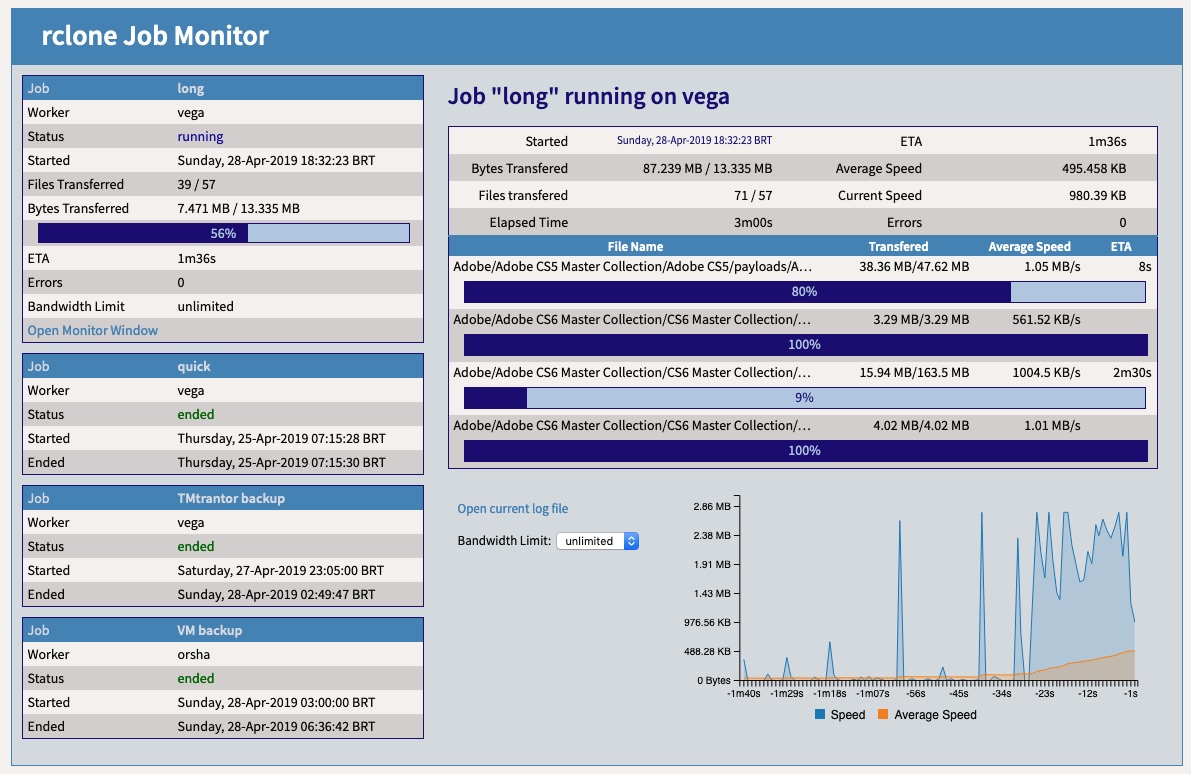 rclone Job Monitor
Job long
Worker vega
Status running
Started Sunday, 28-Apr-2019 18:32:23 BRT
Files Transferred 39 / 57
Bytes Transferred 7.471 MB / 13.335 MB
56%
ETA 1m36s
Errors 0
Bandwidth Limit unlimited
Open Monitor Window
Job quick
Worker vega
Status ended
Started Thursday, 25-Apr-2019 07:15:28 BRT
Ended Thursday, 25-Apr-2019 07:15:30 BRT
Job TMtrantor backup
Worker vega
Status ended
Started Saturday, 27-Apr-2019 23:05:00 BRT
Ended Sunday, 28-Apr-2019 02:49:47 BRT
Job VM backup
Worker orsha
Status ended
Started Sunday, 28-Apr-2019 03:00:00 BRT
Ended Sunday, 28-Apr-2019 06:36:42 BRT
Job "long" running on vega
Started Sunday, 28-Apr-2019 18:32:23 BRT ETA 1m36s
Bytes Transfered 87.239 MB / 13.335 MB Average Speed 495.458 KB
Files transfered 71 / 57 Current Speed 980.39 KB
Elapsed Time 3m00s Errors 0
File Name Transfered Average Speed ETA
Adobe/Adobe CS5 Master Collection/Adobe CS5/payloads/A… 38.36 MB/47.62 MB 1.05 MB/s 8s
80%
Adobe/Adobe CS6 Master Collection/CS6 Master Collection/… 3.29 MB/3.29 MB 561.52 KB/s
100%
Adobe/Adobe CS6 Master Collection/CS6 Master Collection/… 15.94 MB/163.5 MB 1004.5 KB/s 2m30s
9%
Adobe/Adobe CS6 Master Collection/CS6 Master Collection/… 4.02 MB/4.02 MB 1.01 MB/s
100%
Open current log file
Bandwidth Limit: unlimited
2.86 MB
2.38 MB
1.91 MB
1.43 MB
976.56 KB
488.28 KB
0 Bytes
-1m40s -1m29s -1m18s -1m07s -56s -45s -34s -23s -12s -1s
Speed Average Speed